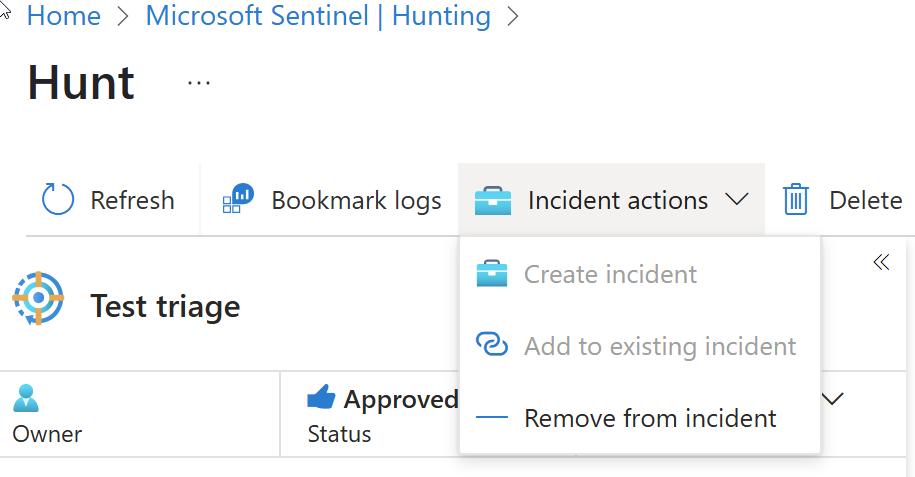 Home > Microsoft Sentinel | Hunting >
Hunt ...
Refresh Bookmark logs Incident actions Delete
Create incident
Test triage
Add to existing incident
Approved
Remove from incident
Owner Status